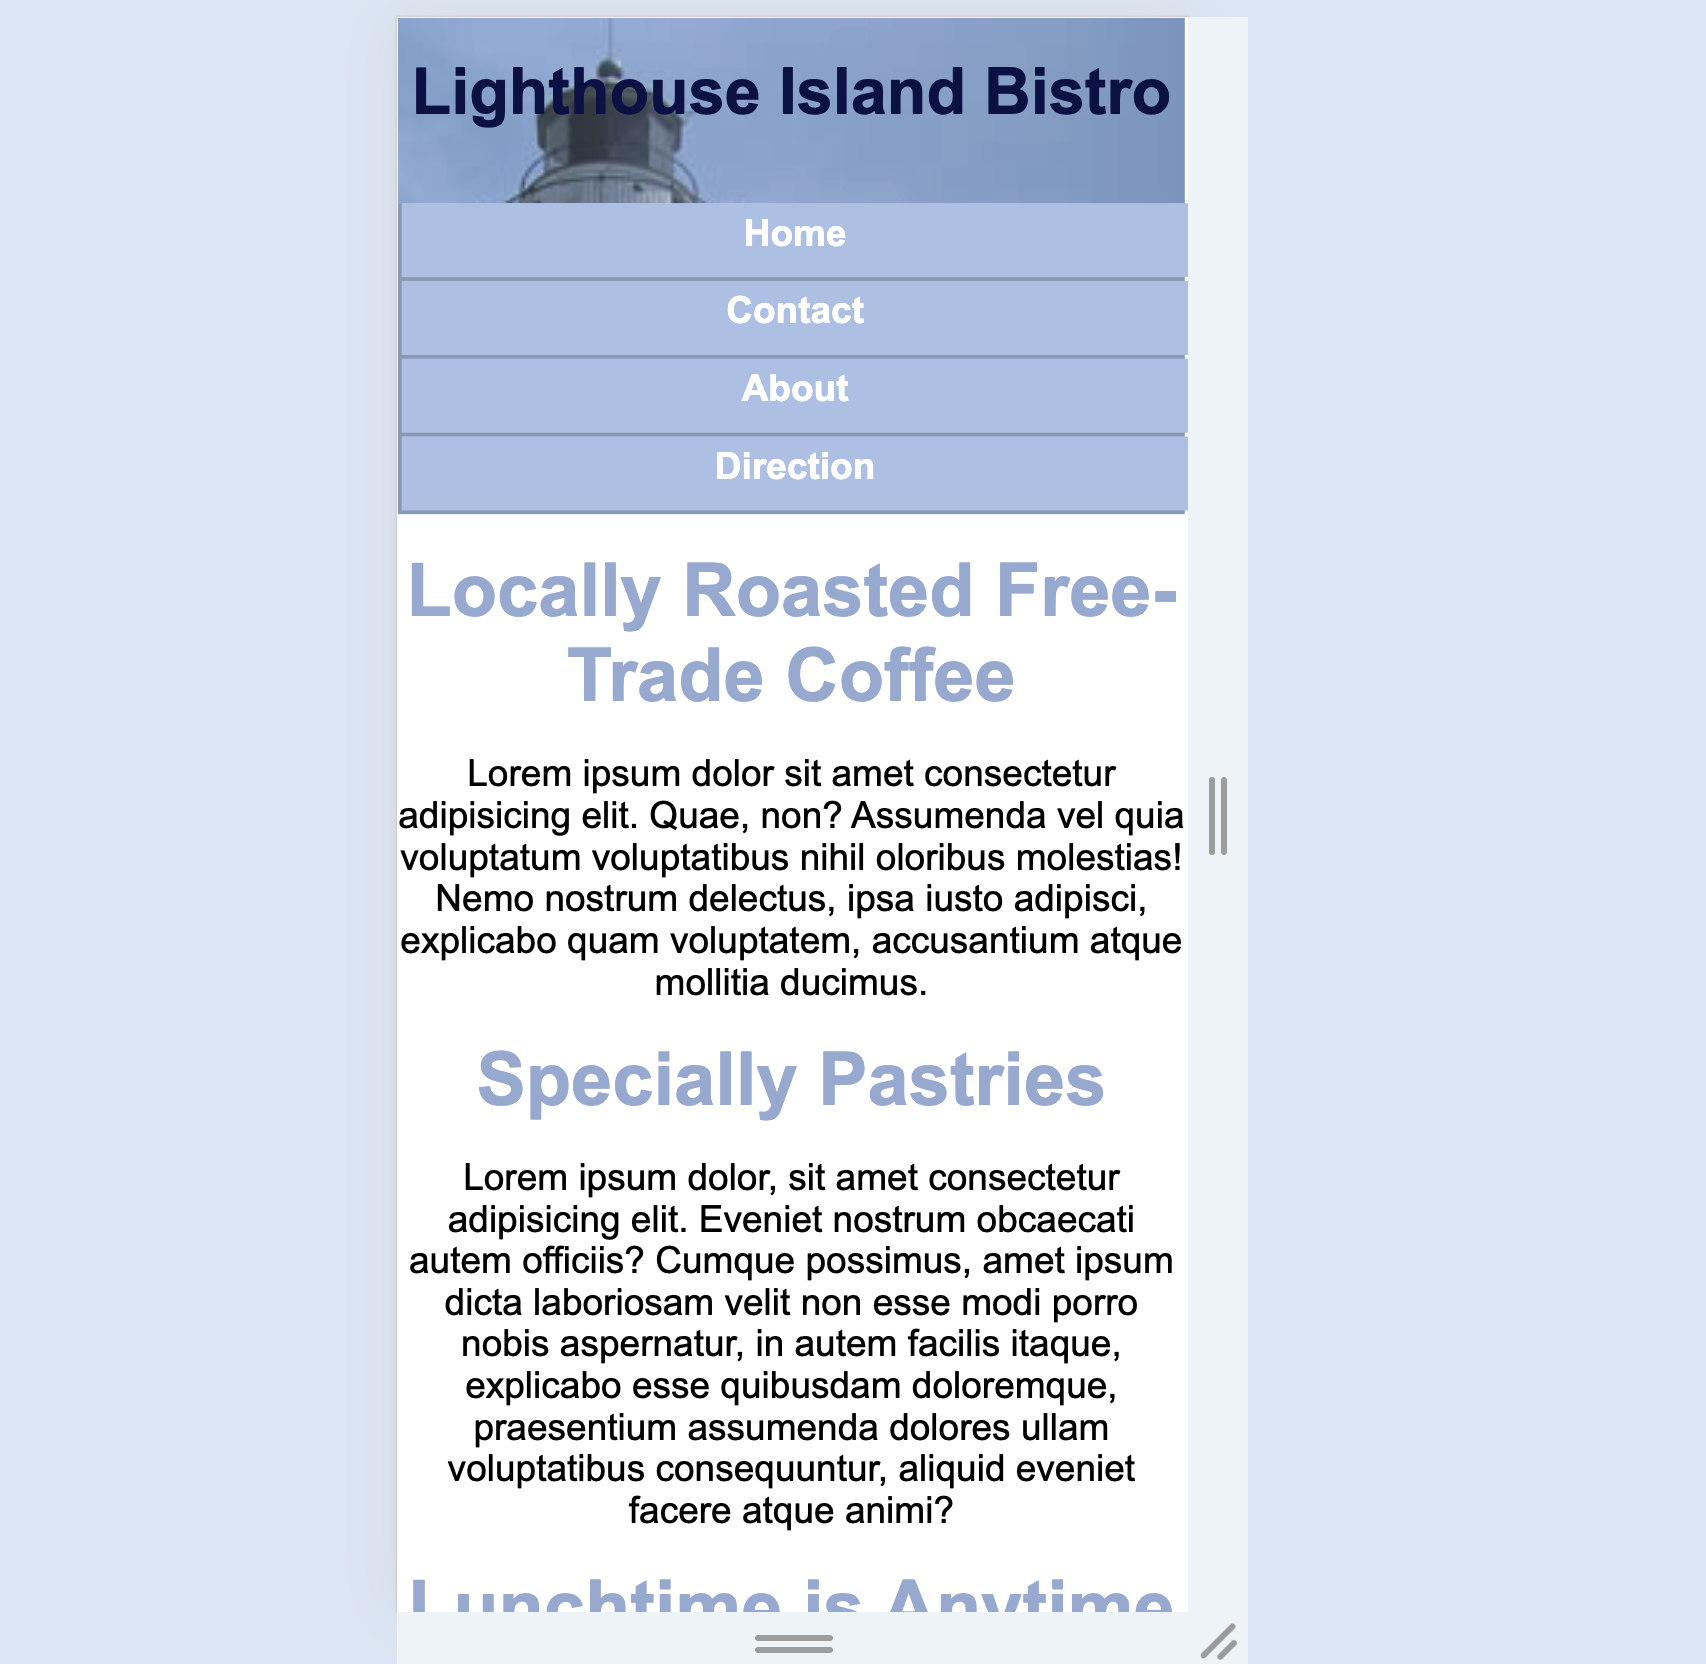 Lighthouse Island Bistro
Home
Contact
About
Direction
Locally Roasted Free-
Trade Coffee
Lorem ipsum dolor sit amet consectetur
adipisicing elit. Quae, non? Assumenda vel quia
voluptatum voluptatibus nihil oloribus molestias!
Nemo nostrum delectus, ipsa iusto adipisci,
explicabo quam voluptatem, accusantium atque
mollitia ducimus.
Specially Pastries
Lorem ipsum dolor, sit amet consectetur
adipisicing elit. Eveniet nostrum obcaecati
autem officiis? Cumque possimus, amet ipsum
dicta laboriosam velit non esse modi porro
nobis aspernatur, in autem facilis itaque,
explicabo esse quibusdam doloremque,
praesentium assumenda dolores ullam
voluptatibus consequuntur, aliquid eveniet
facere atque animi?
Lunchtime is Anytime